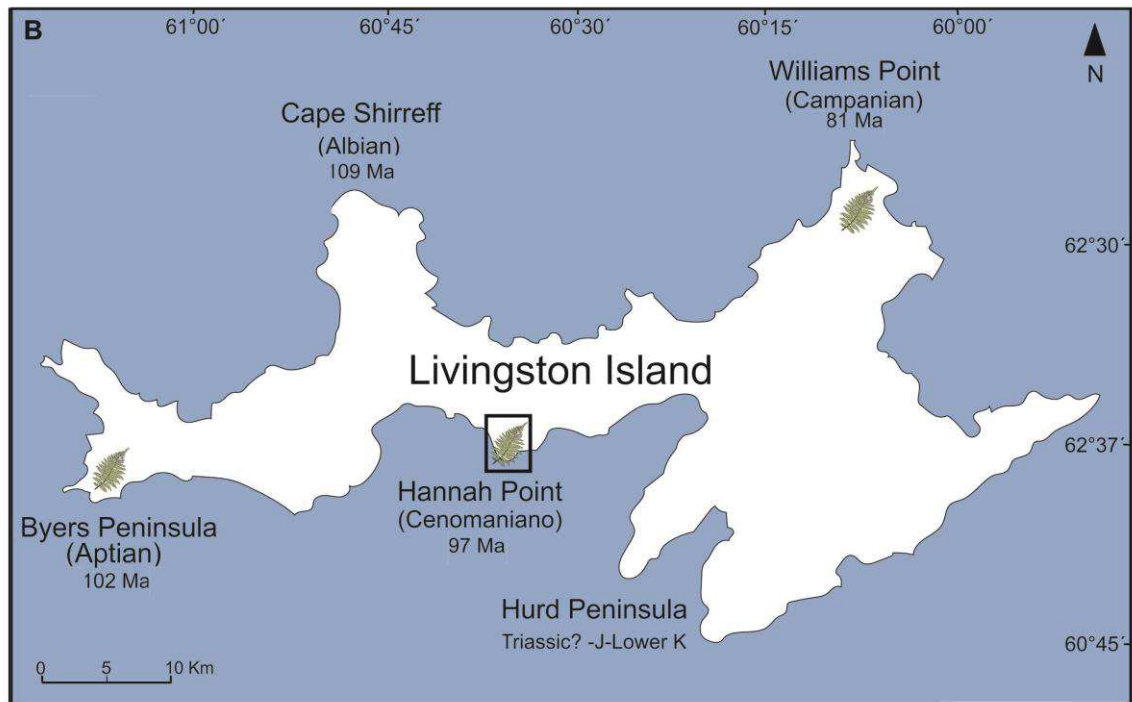 B
61°00′
60°45′
60°30′
60°15′
60°00′
N
Williams Point
(Campanian)
81 Ma
Cape Shirreff
(Albian)
109 Ma
62°30′
Livingston Island
62°37′
Hannah Point
(Cenomaniano)
97 Ma
Byers Peninsula
(Aptian)
102 Ma
Hurd Peninsula
Triassic? -J-Lower K
60°45′
0 5 10 Km